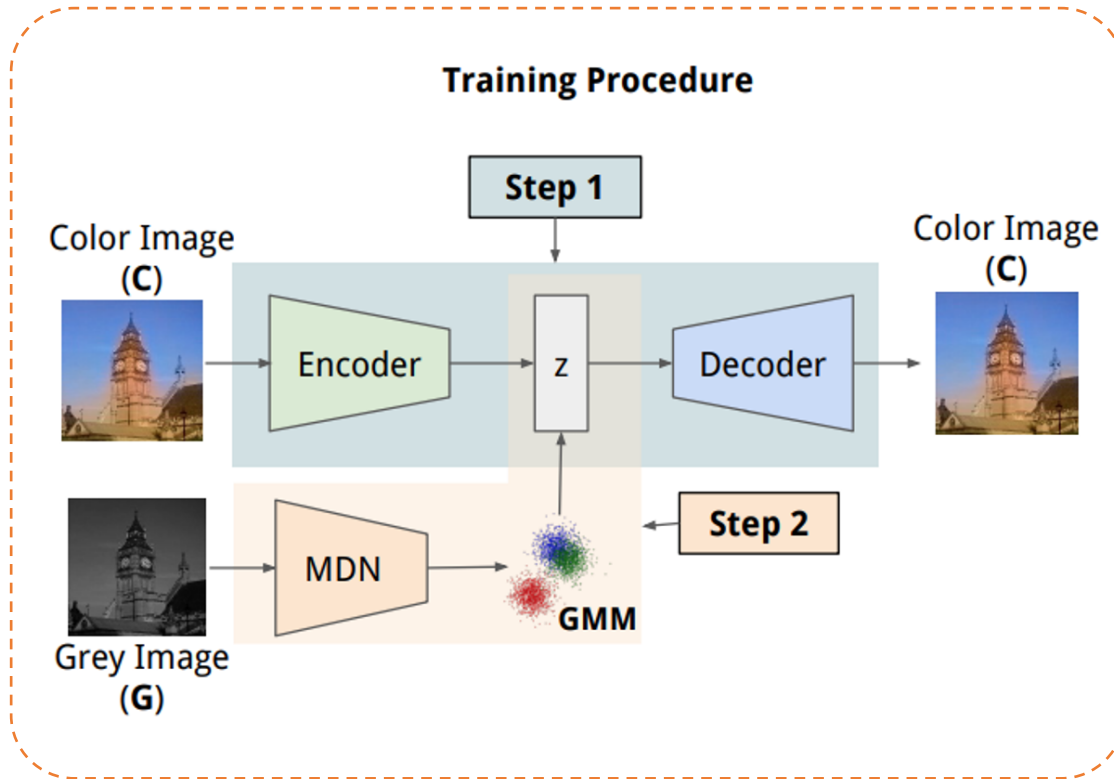 Training Procedure
Step 1
Color Image
(C)
Color Image
(C)
Encoder
z
Decoder
Step 2
MDN
GMM
Grey Image
(G)